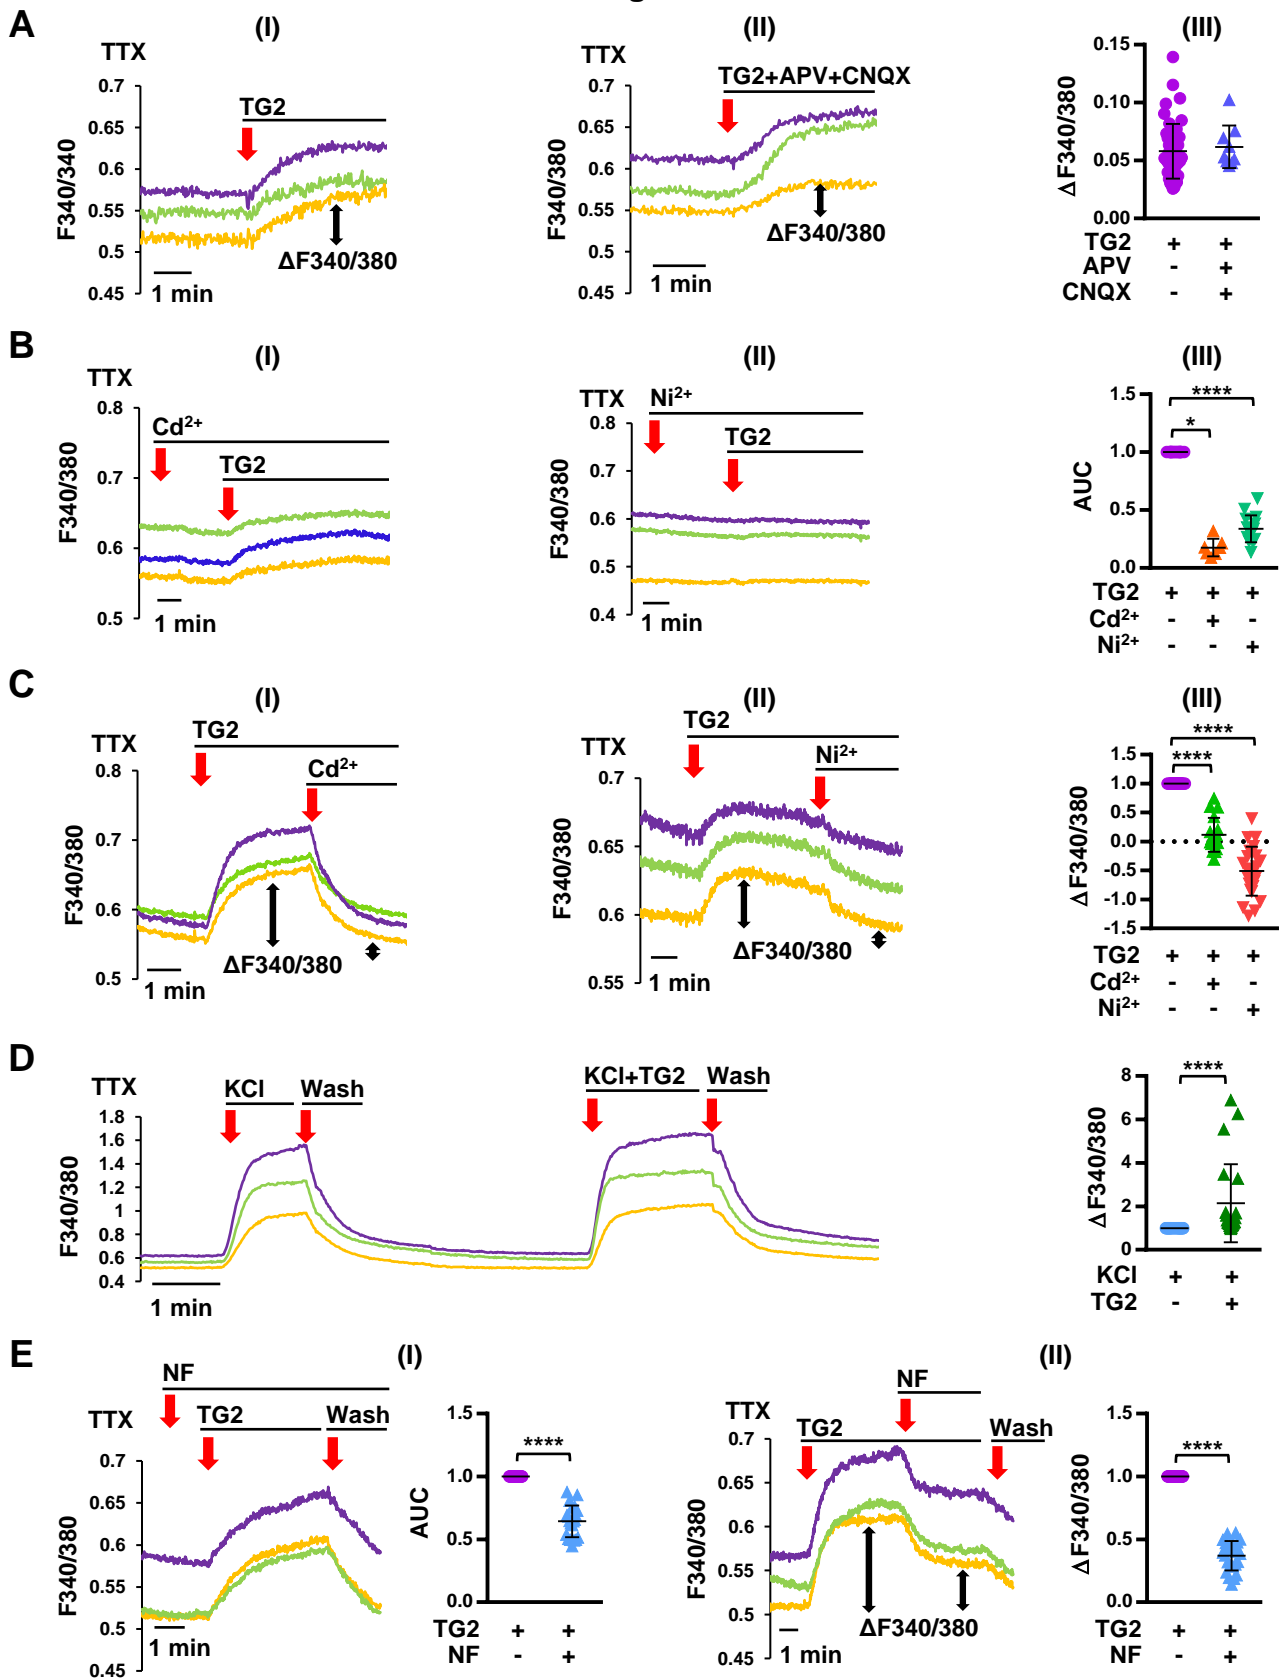 g
A
(I)
(II)
(III)
TTX
TG2
F340/340
0.7
0.65
0.6
0.55
0.5
0.45
ΔF340/380
1 min
TTX
TG2+APV+CNQX
F340/380
0.7
0.65
0.6
0.55
0.5
0.45
ΔF340/380
1 min
ΔF340/380
0.15
0.10
0.05
0.00
TG2 + +
APV - +
CNQX - +
B
(I)
(II)
(III)
TTX
Cd²⁺
TG2
F340/380
0.8
0.7
0.6
0.5
1 min
TTX
Ni²⁺
TG2
F340/380
0.8
0.7
0.6
0.5
0.4
1 min
AUC
1.5
1.0
0.5
0.0
****
*
TG2 + + +
Cd²⁺ - + -
Ni²⁺ - - +
C
(I)
(II)
(III)
TTX
TG2
Cd²⁺
F340/380
0.8
0.7
0.6
0.5
ΔF340/380
1 min
TTX
TG2
Ni²⁺
F340/380
0.7
0.65
0.6
0.55
ΔF340/380
1 min
ΔF340/380
1.5
1.0
0.5
0.0
-0.5
-1.0
-1.5
****
****
TG2 + + +
Cd²⁺ - + -
Ni²⁺ - - +
D
TTX
KCl
Wash
KCl+TG2
Wash
F340/380
1.8
1.6
1.4
1.2
1
0.8
0.6
0.4
1 min
ΔF340/380
8
6
4
2
0
****
KCl + +
TG2 - +
E
(I)
(II)
NF
TTX
TG2
Wash
F340/380
0.7
0.65
0.6
0.55
0.5
0.45
1 min
AUC
1.5
1.0
0.5
0.0
****
TG2 + +
NF - +
NF
TTX
TG2
Wash
F340/380
0.7
0.65
0.6
0.55
0.5
0.45
ΔF340/380
1 min
ΔF340/380
1.5
1.0
0.5
0.0
****
TG2 + +
NF - +